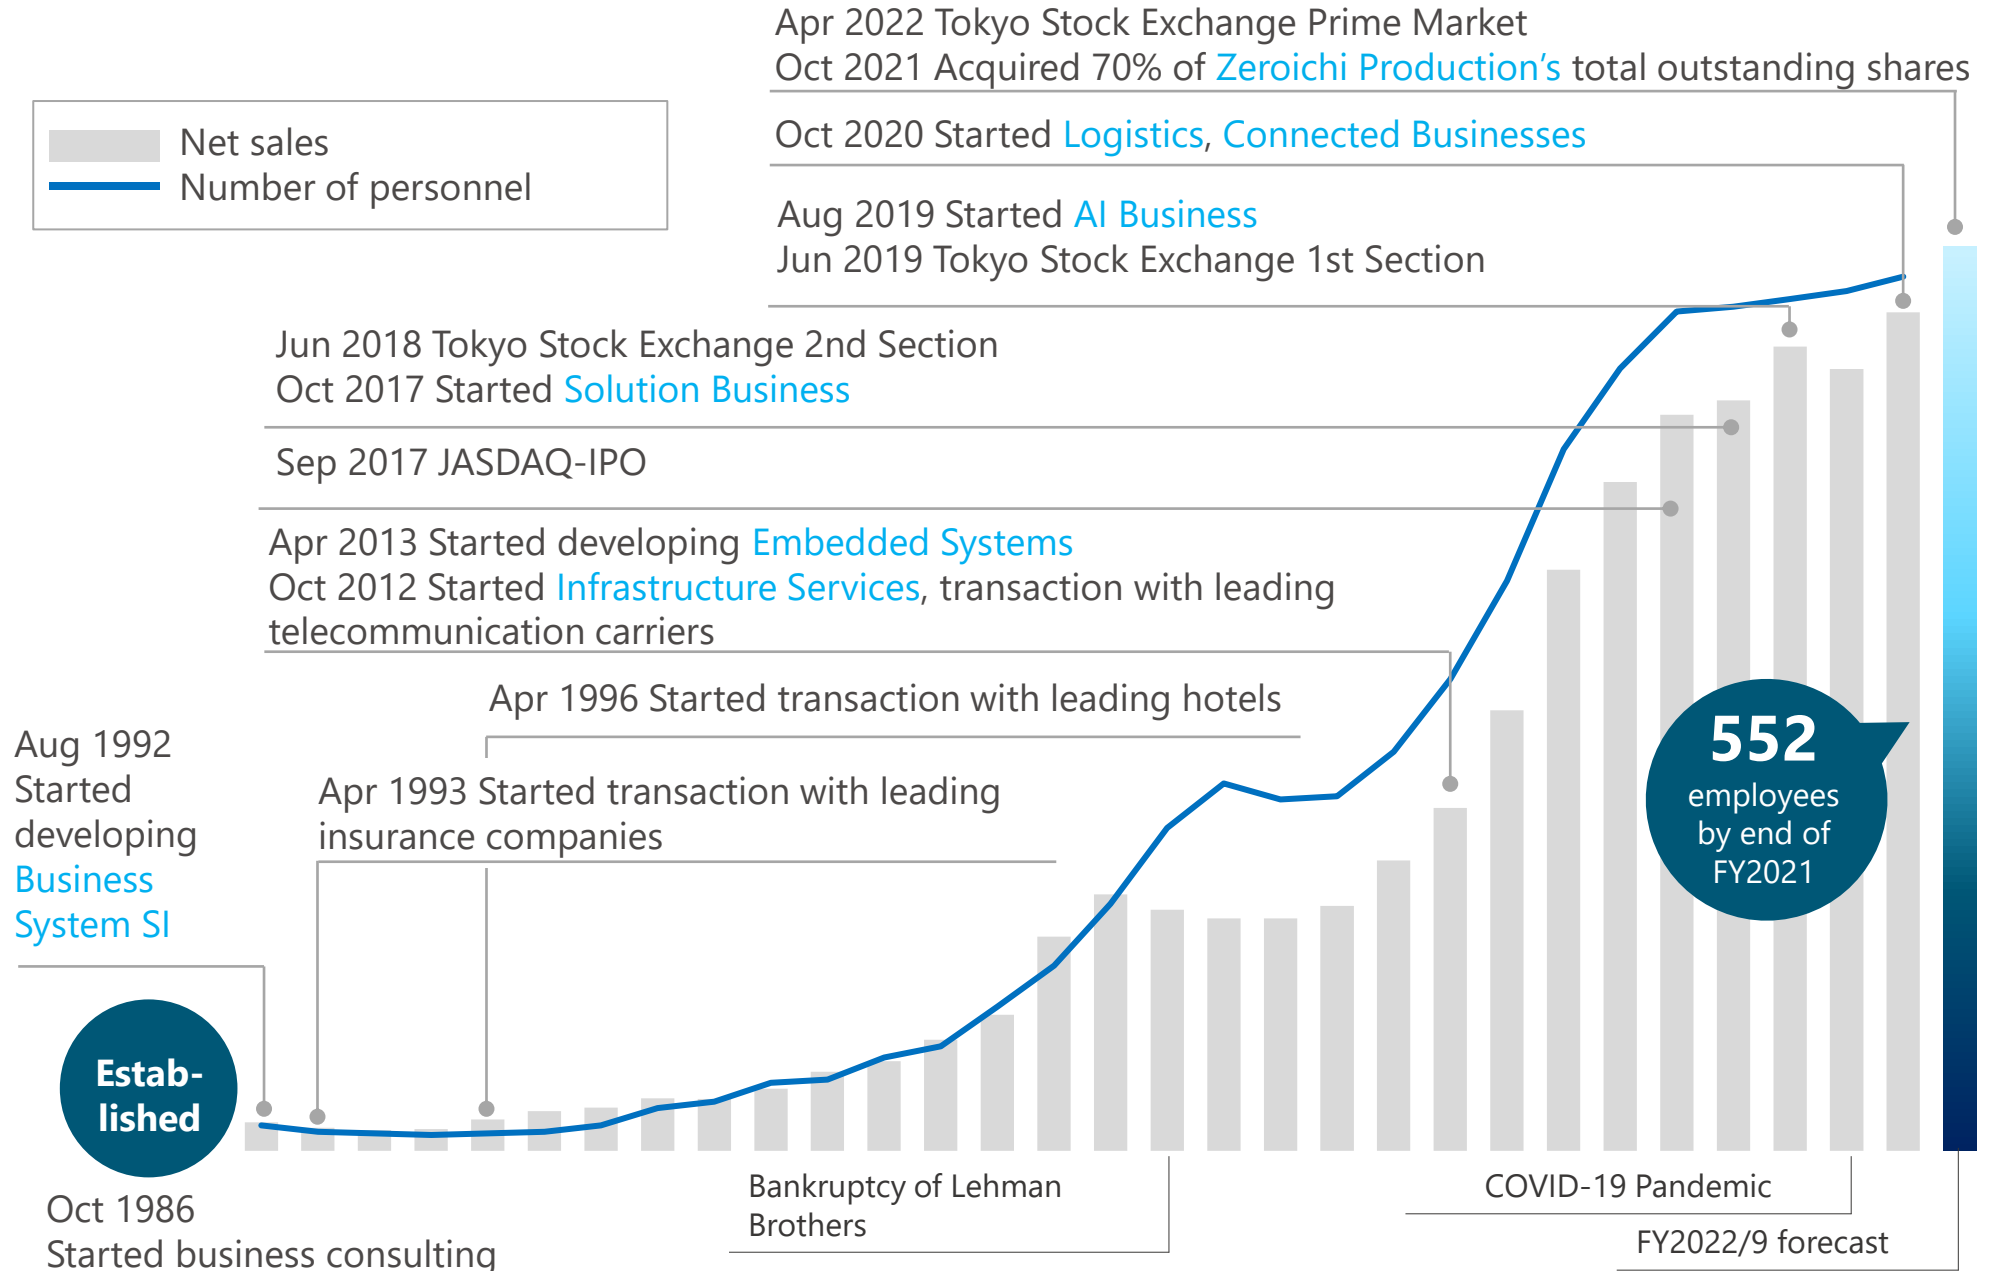 Apr 2022 Tokyo Stock Exchange Prime Market
Oct 2021 Acquired 70% of Zeroichi Production's total outstanding shares
Net sales
Number of personnel
Oct 2020 Started Logistics, Connected Businesses
Aug 2019 Started AI Business
Jun 2019 Tokyo Stock Exchange 1st Section
Jun 2018 Tokyo Stock Exchange 2nd Section
Oct 2017 Started Solution Business
Sep 2017 JASDAQ-IPO
Apr 2013 Started developing Embedded Systems
Oct 2012 Started Infrastructure Services, transaction with leading
telecommunication carriers
Apr 1996 Started transaction with leading hotels
Apr 1993 Started transaction with leading
insurance companies
Aug 1992
Started
developing
Business
System SI
552
employees
by end of
FY2021
Estab-
lished
Oct 1986
Started business consulting
Bankruptcy of Lehman
Brothers
COVID-19 Pandemic
FY2022/9 forecast